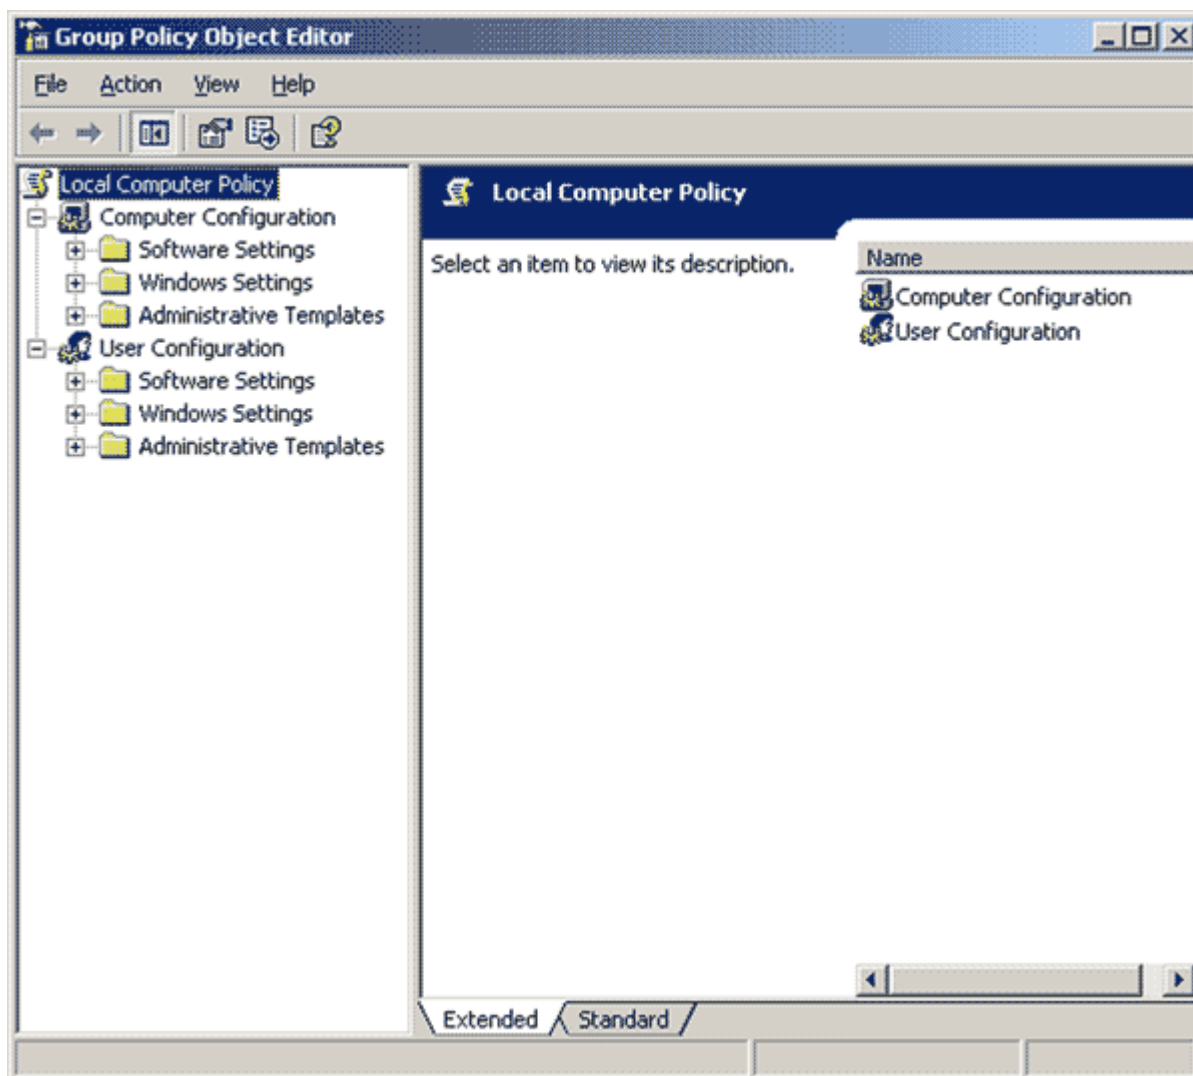 Group Policy Object Editor
File Action View Help
Local Computer Policy
Computer Configuration
Software Settings
Windows Settings
Administrative Templates
User Configuration
Software Settings
Windows Settings
Administrative Templates
Local Computer Policy
Select an item to view its description.
Name
Computer Configuration
User Configuration
Extended Standard